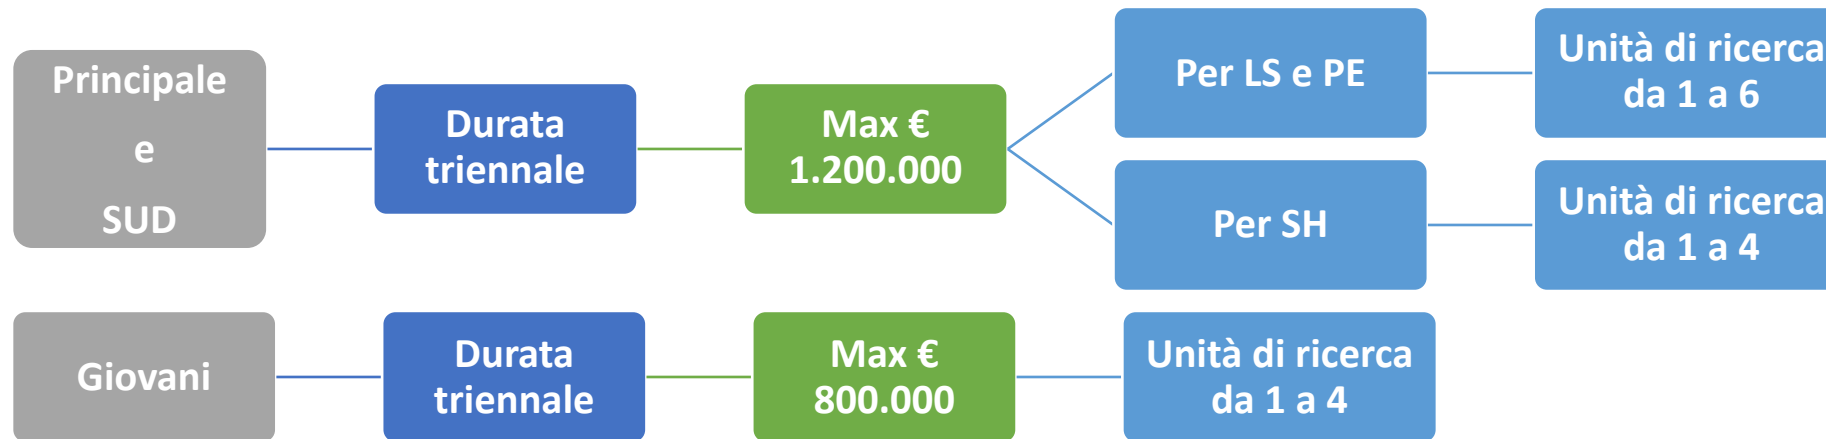 Principale
e
SUD
Durata
triennale
Max €
1.200.000
Per LS e PE
Unità di ricerca
da 1 a 6
Per SH
Unità di ricerca
da 1 a 4
Giovani
Durata
triennale
Max €
800.000
Unità di ricerca
da 1 a 4